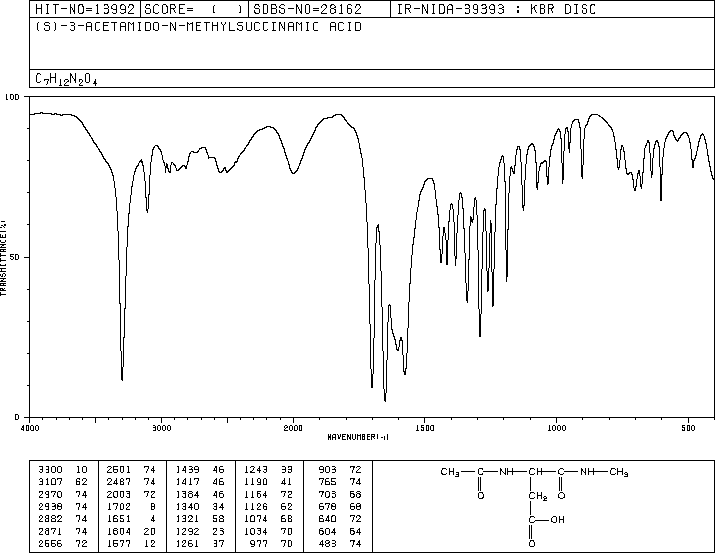 HIT-NO=13992 SCORE= ( ) SDBS-NO=28162 IR-NIDA-39393 : KBR DISC
(S)-3-ACETAMIDO-N-METHYLSUCCINAMIC ACID
C7H12N2O4
100
TRANSMITTANCE(%)
50
0
4000 3000 2000 1500 1000 500
WAVENUMBER(-1)
3300 10 2501 74 1439 46 1243 33 903 72
3107 62 2487 74 1417 46 1190 41 765 74
2970 74 2003 72 1384 46 1164 72 703 68
2938 74 1702 8 1340 34 1126 62 678 68
2882 74 1651 4 1321 58 1074 68 640 72
2871 74 1604 20 1292 23 1034 70 604 64
2566 72 1577 12 1261 37 977 70 483 74
CH3 C NH CH C NH CH3
O CH2 O
C OH
O